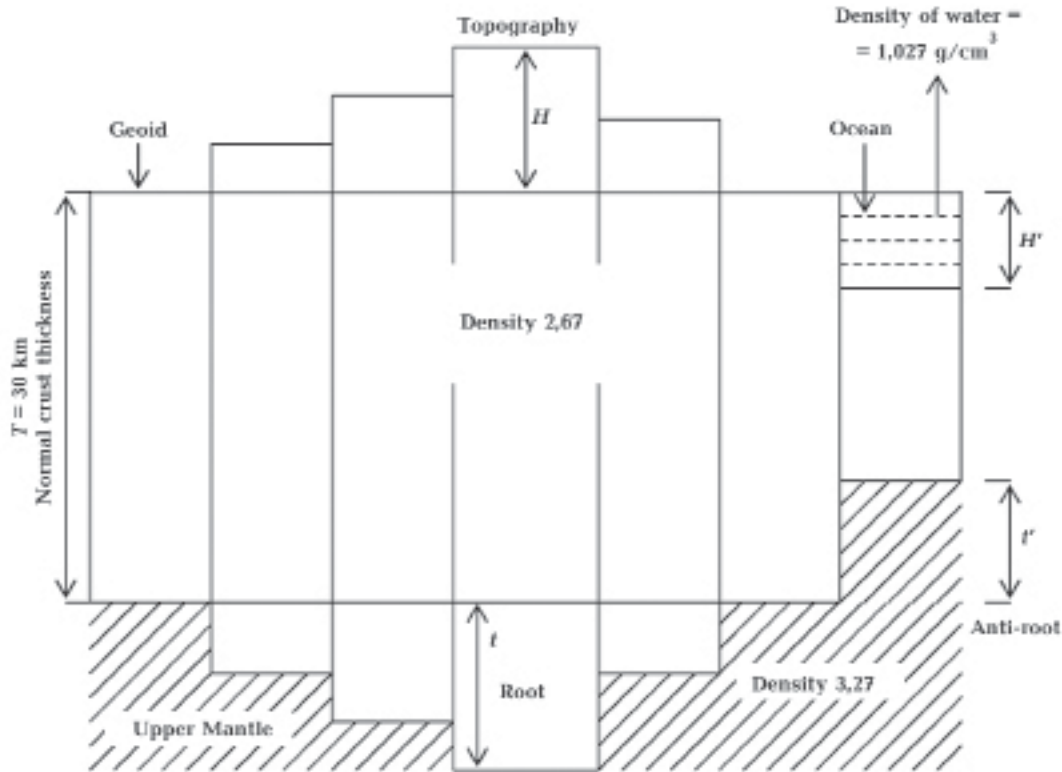 Topography
Density of water =
= 1,027 g/cm3
H
Geoid
Ocean
H'
Density 2,67
T = 30 km
Normal crust thickness
t'
Anti-root
t
Root
Density 3,27
Upper Mantle